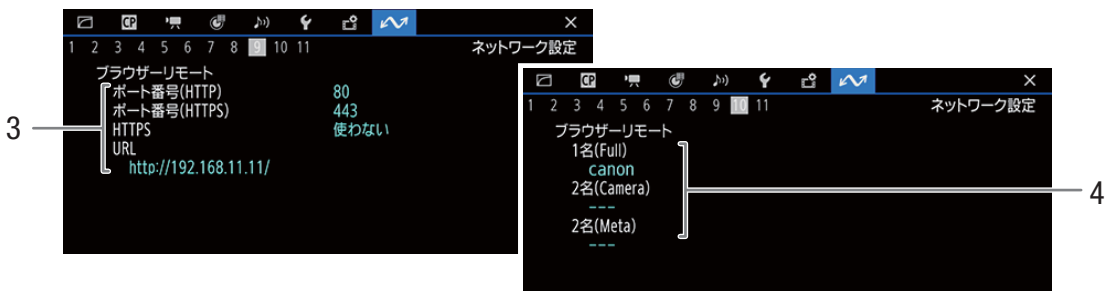 CP
1 2 3 4 5 6 7 8 9 10 11
ネットワーク設定
ブラウザーリモート
ポート番号(HTTP) 80
ポート番号(HTTPS) 443
HTTPS 使わない
URL
http://192.168.11.11/
3
CP
1 2 3 4 5 6 7 8 9 10 11
ネットワーク設定
ブラウザーリモート
1名(Full)
canon
2名(Camera)
---
2名(Meta)
---
4